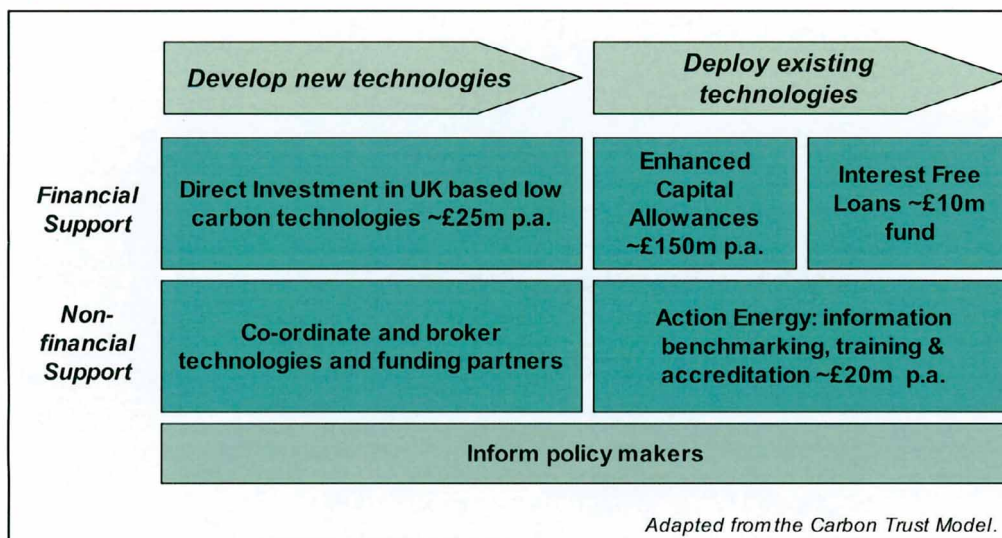 Develop new technologies
Deploy existing
technologies
Financial
Support
Direct Investment in UK based low
carbon technologies ~£25m p.a.
Enhanced
Capital
Allowances
~£150m p.a.
Interest Free
Loans ~£10m
fund
Non-
financial
Support
Co-ordinate and broker
technologies and funding partners
Action Energy: information
benchmarking, training &
accreditation ~£20m p.a.
Inform policy makers
Adapted from the Carbon Trust Model.